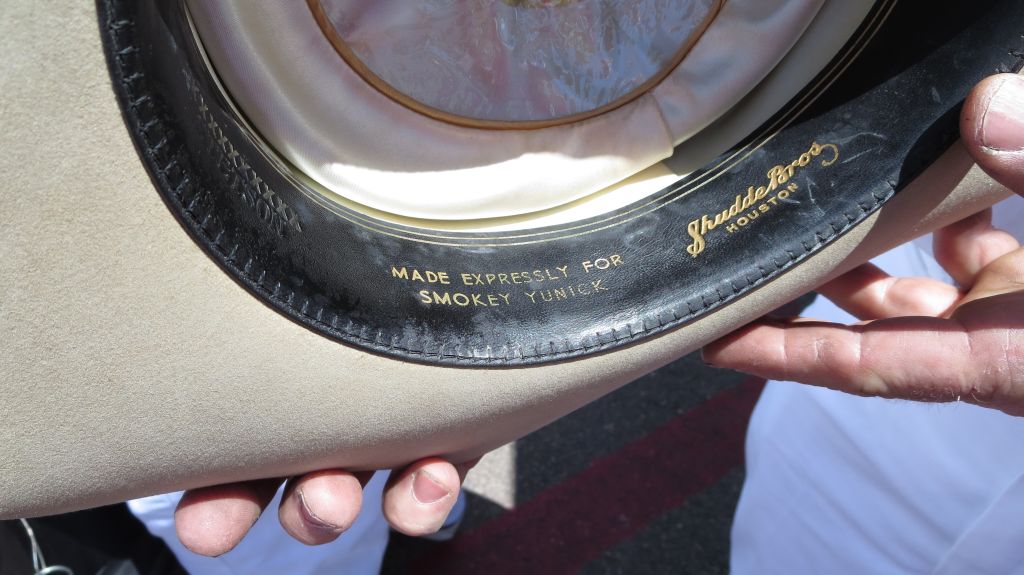 MADE EXPRESSLY FOR
SMOKEY YUNICK
Shudde Bros
HOUSTON